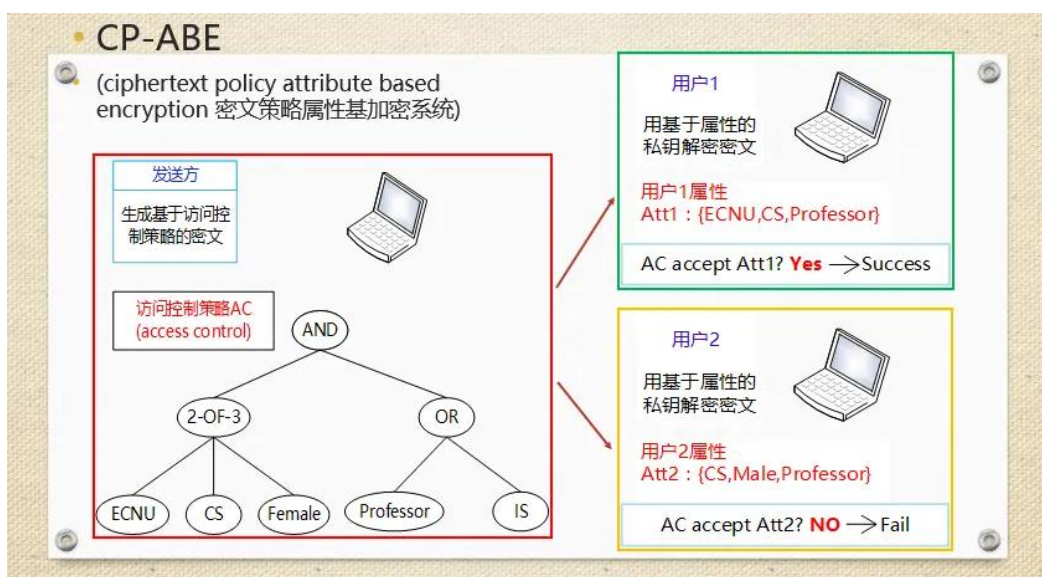 CP-ABE
(ciphertext policy attribute based
encryption 密文策略属性基加密系统)
发送方
生成基于访问控
制策略的密文
访问控制策略AC
(access control)
AND
2-OF-3
OR
ECNU
CS
Female
Professor
IS
用户1
用基于属性的
私钥解密密文
用户1属性
Att1：{ECNU,CS,Professor}
AC accept Att1? Yes →Success
用户2
用基于属性的
私钥解密密文
用户2属性
Att2：{CS,Male,Professor}
AC accept Att2? NO →Fail